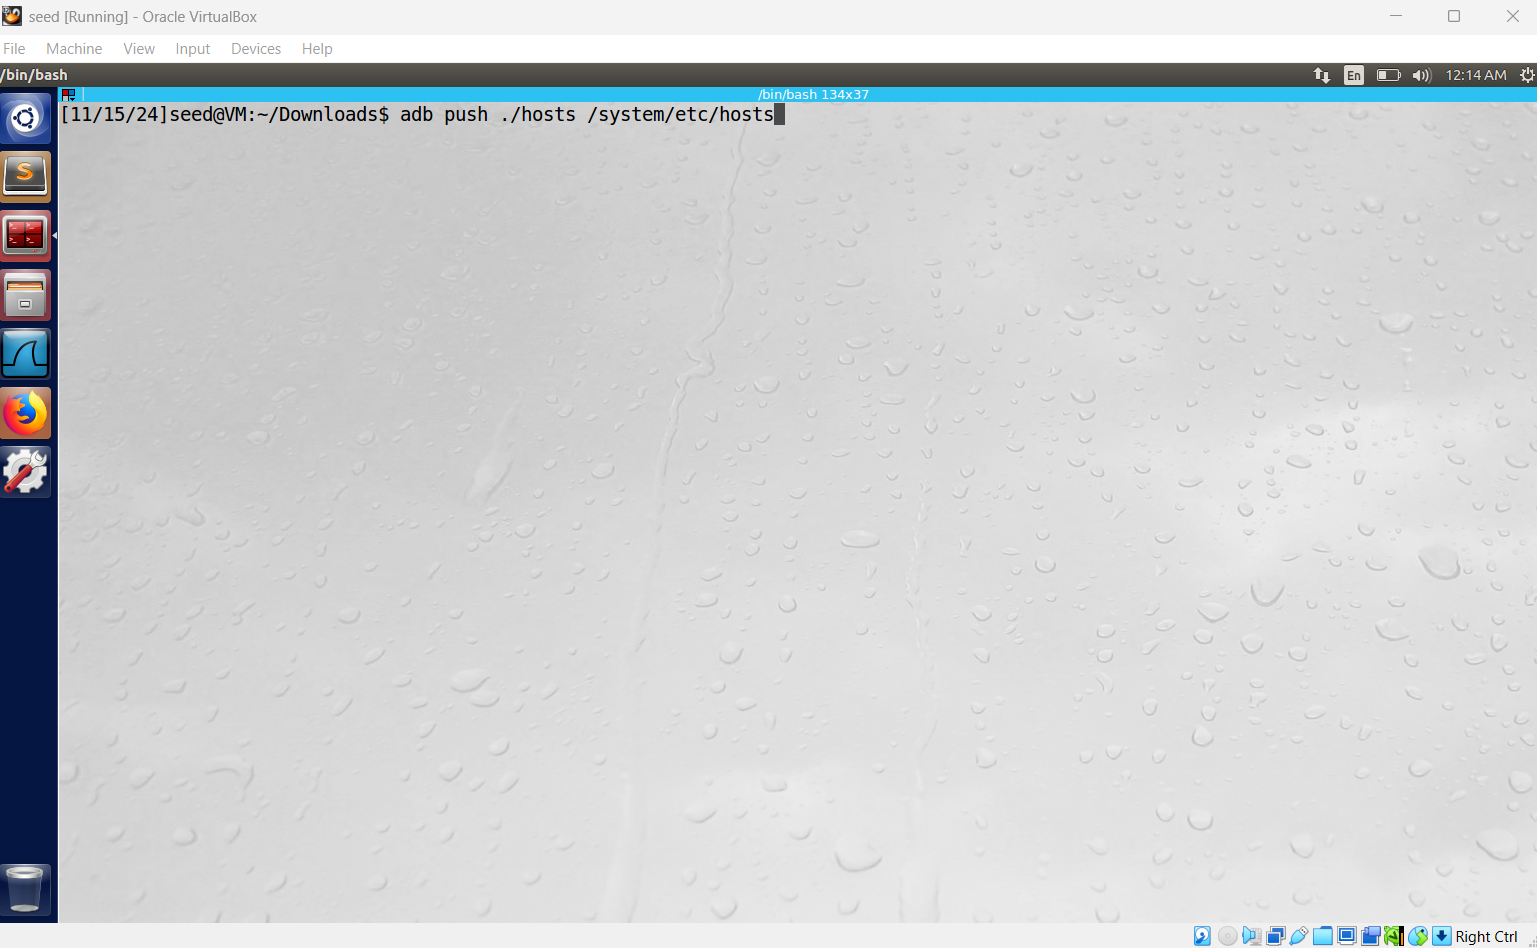 seed [Running] - Oracle VirtualBox
File Machine View Input Devices Help
/bin/bash En 12:14 AM
/bin/bash 134x37
[11/15/24]seed@VM:~/Downloads$ adb push ./hosts /system/etc/hosts
S
Right Ctrl